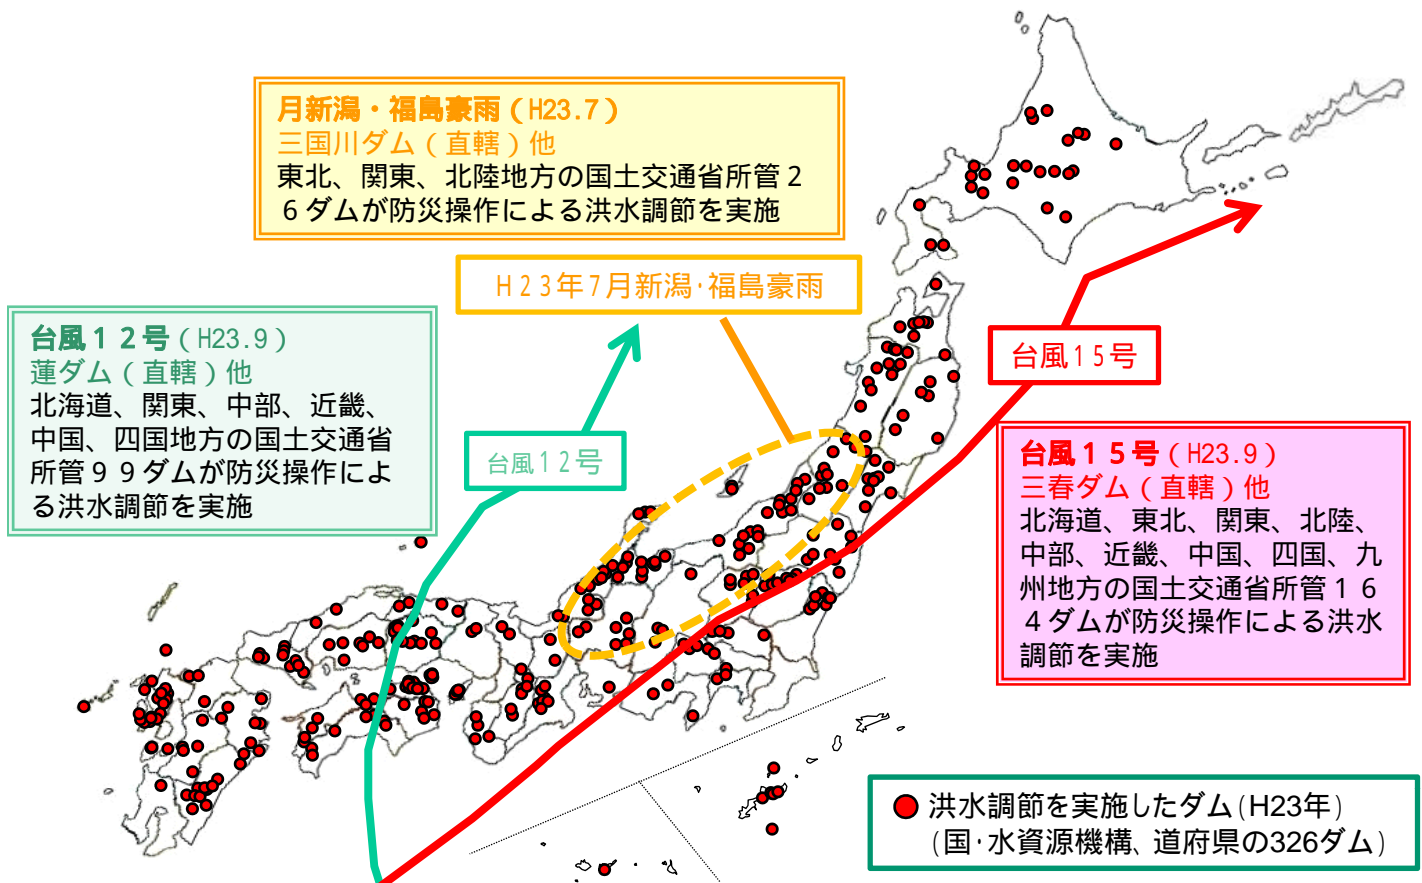 月新潟・福島豪雨（H23.7）
三国川ダム（直轄）他
東北、関東、北陸地方の国土交通省所管２
６ダムが防災操作による洪水調節を実施
H23年7月新潟･福島豪雨
台風１２号（H23.9）
蓮ダム（直轄）他
北海道、関東、中部、近畿、
中国、四国地方の国土交通省
所管９９ダムが防災操作によ
る洪水調節を実施
台風12号
台風15号
台風１５号（H23.9）
三春ダム（直轄）他
北海道、東北、関東、北陸、
中部、近畿、中国、四国、九
州地方の国土交通省所管１６
４ダムが防災操作による洪水
調節を実施
洪水調節を実施したダム(H23年)
(国･水資源機構、道府県の326ダム)